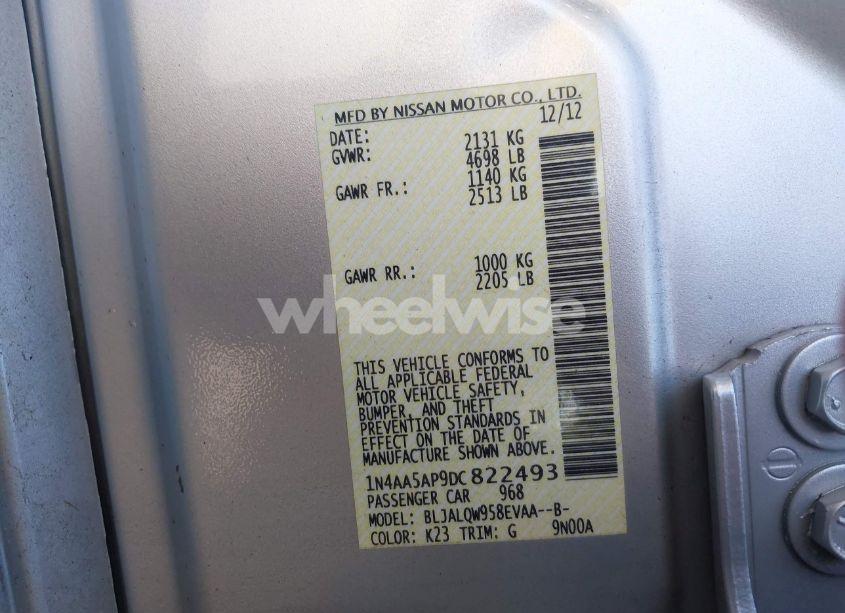 MFD BY NISSAN MOTOR CO., LTD.
DATE: 12/12
GVWR: 2131 KG
4698 LB
GAWR FR.: 1140 KG
2513 LB
GAWR RR.: 1000 KG
2205 LB
wheelwise
THIS VEHICLE CONFORMS TO
ALL APPLICABLE FEDERAL
MOTOR VEHICLE SAFETY,
BUMPER, AND THEFT
PREVENTION STANDARDS IN
EFFECT ON THE DATE OF
MANUFACTURE SHOWN ABOVE.
1N4AA5AP9DC822493
PASSENGER CAR 968
MODEL: BLJALQW958EVAA--B-
COLOR: K23 TRIM: G 9N00A